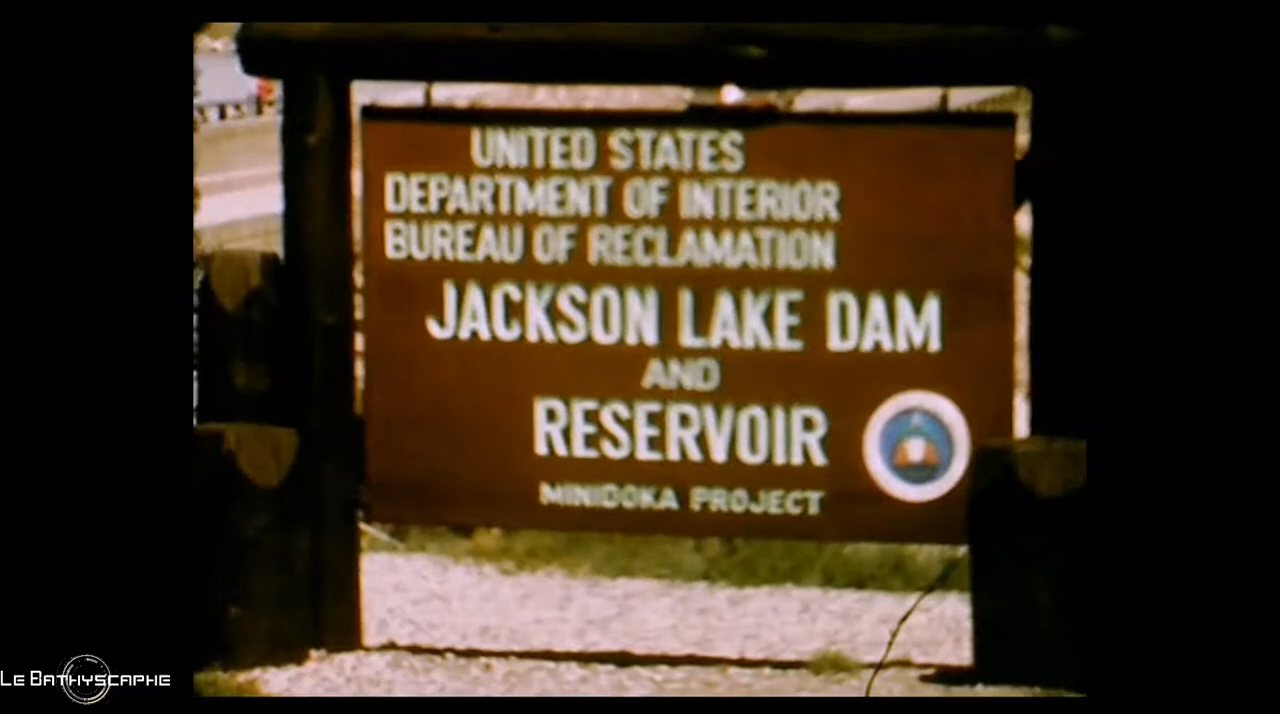 UNITED STATES
DEPARTMENT OF INTERIOR
BUREAU OF RECLAMATION
JACKSON LAKE DAM
AND
RESERVOIR
MINIDOKA PROJECT
LE BATHYSCAPHE